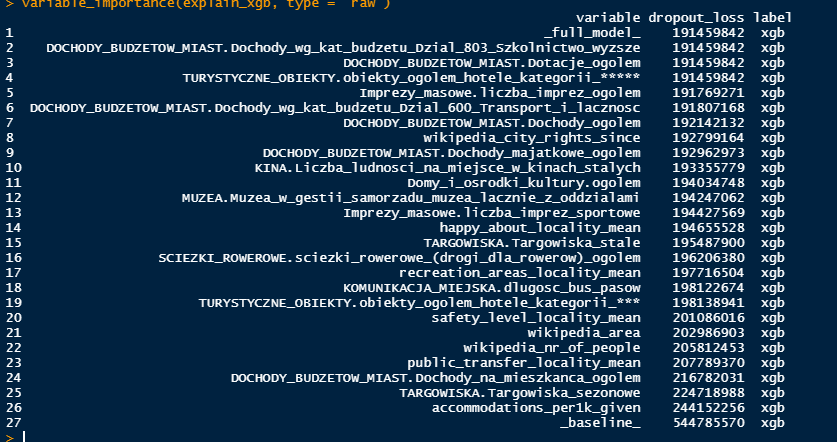 > variable_importance(explain_xgb, type = "raw")
variable dropout_loss label
1 _full_model_ 191459842 xgb
2 DOCHODY_BUDZETOW_MIAST.Dochody_wg_kat_budzetu_Dzial_803_Szkolnictwo_wyzsze 191459842 xgb
3 DOCHODY_BUDZETOW_MIAST.Dotacje_ogolem 191459842 xgb
4 TURYSTYCZNE_OBIEKTY.obiekty_ogolem_hotele_kategorii_***** 191459842 xgb
5 Imprezy_masowe.liczba_imprez_ogolem 191769271 xgb
6 DOCHODY_BUDZETOW_MIAST.Dochody_wg_kat_budzetu_Dzial_600_Transport_i_lacznosc 191807168 xgb
7 DOCHODY_BUDZETOW_MIAST.Dochody_ogolem 192142132 xgb
8 wikipedia_city_rights_since 192799164 xgb
9 DOCHODY_BUDZETOW_MIAST.Dochody_majatkowe_ogolem 192962973 xgb
10 KINA.Liczba_ludnosci_na_miejsce_w_kinach_stalych 193355779 xgb
11 Domy_i_osrodki_kultury.ogolem 194034748 xgb
12 MUZEA.Muzea_w_gestii_samorzadu_muzea_lacznie_z_oddzialami 194247062 xgb
13 Imprezy_masowe.liczba_imprez_sportowe 194427569 xgb
14 happy_about_locality_mean 194655528 xgb
15 TARGOWISKA.Targowiska_stale 195487900 xgb
16 SCIEZKI_ROWEROWE.sciezki_rowerowe_(drogi_dla_rowerow)_ogolem 196206380 xgb
17 recreation_areas_locality_mean 197716504 xgb
18 KOMUNIKACJA_MIEJSKA.dlugosc_bus_pasow 198122674 xgb
19 TURYSTYCZNE_OBIEKTY.obiekty_ogolem_hotele_kategorii_*** 198138941 xgb
20 safety_level_locality_mean 201086016 xgb
21 wikipedia_area 202986903 xgb
22 wikipedia_nr_of_people 205812453 xgb
23 public_transfer_locality_mean 207789370 xgb
24 DOCHODY_BUDZETOW_MIAST.Dochody_na_mieszkanca_ogolem 216782031 xgb
25 TARGOWISKA.Targowiska_sezonowe 224718988 xgb
26 accommodations_per1k_given 244152256 xgb
27 _baseline_ 544785570 xgb
>